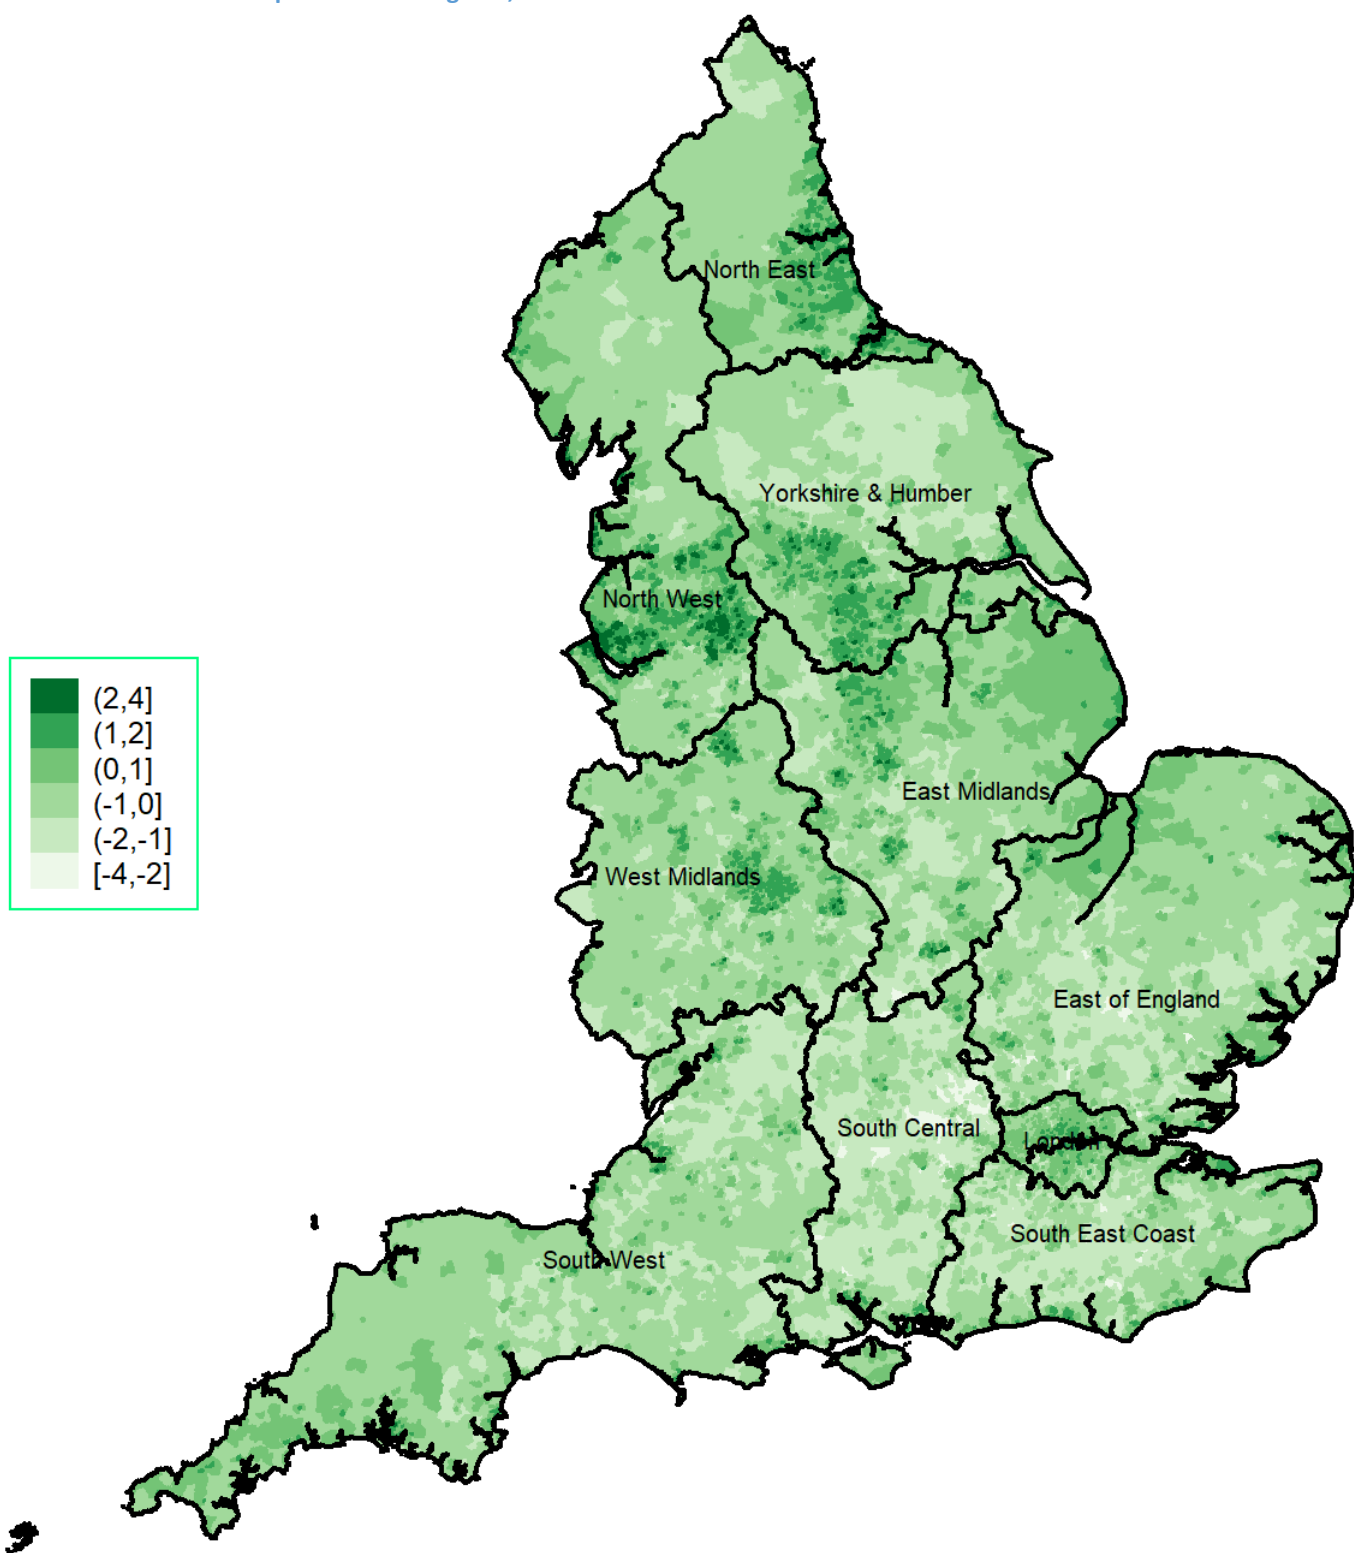 North East
Yorkshire & Humber
North West
(2,4]
(1,2]
(0,1]
(-1,0]
(-2,-1]
[-4,-2]
East Midlands
West Midlands
East of England
South Central
London
South East Coast
South West